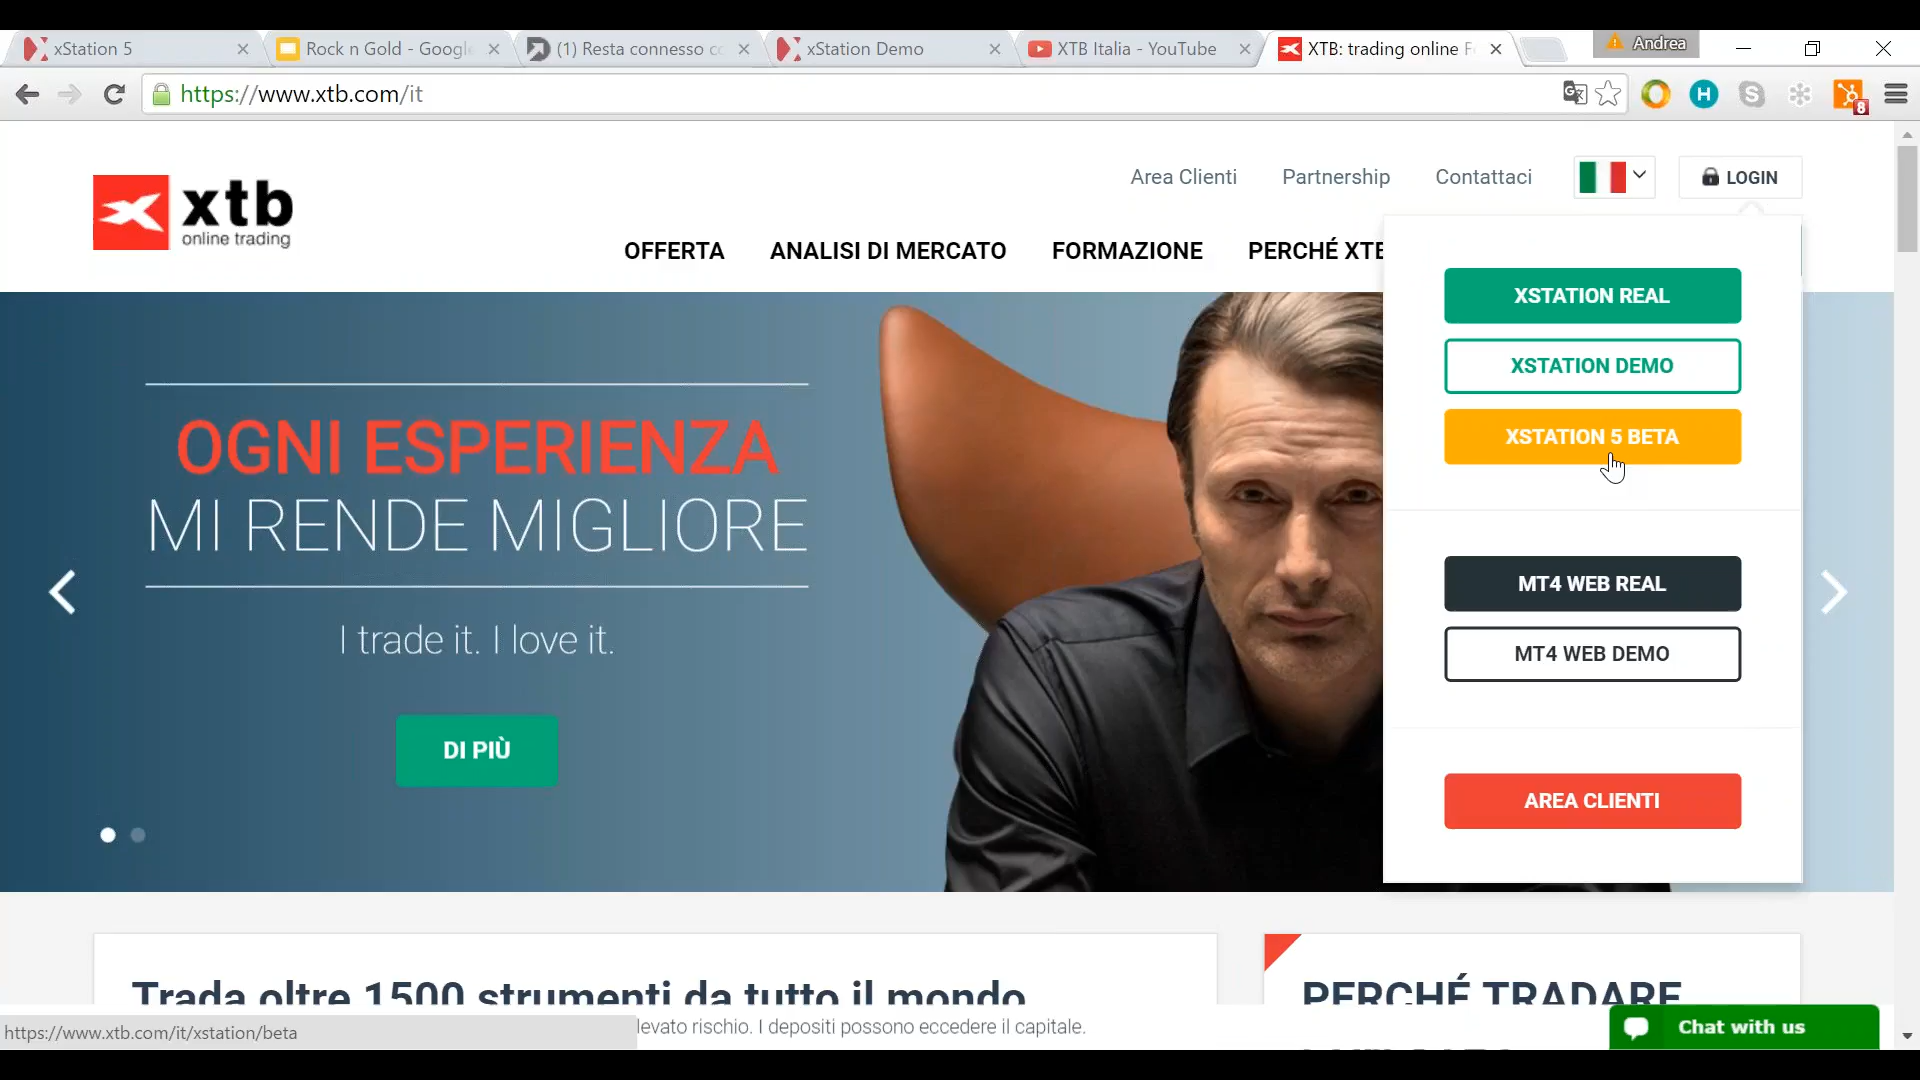 xStation 5
Rock n Gold - Google
(1) Resta connesso co
xStation Demo
XTB Italia - YouTube
XTB: trading online F
Andrea
https://www.xtb.com/it
H
S
8
xtb
online trading
Area Clienti
Partnership
Contattaci
LOGIN
OFFERTA
ANALISI DI MERCATO
FORMAZIONE
PERCHÉ XTB
XSTATION REAL
XSTATION DEMO
XSTATION 5 BETA
MT4 WEB REAL
MT4 WEB DEMO
AREA CLIENTI
OGNI ESPERIENZA
MI RENDE MIGLIORE
I trade it. I love it.
DI PIÙ
Trada oltre 1500 strumenti da tutto il mondo
PERCHÉ TRADARE
levato rischio. I depositi possono eccedere il capitale.
https://www.xtb.com/it/xstation/beta
Chat with us